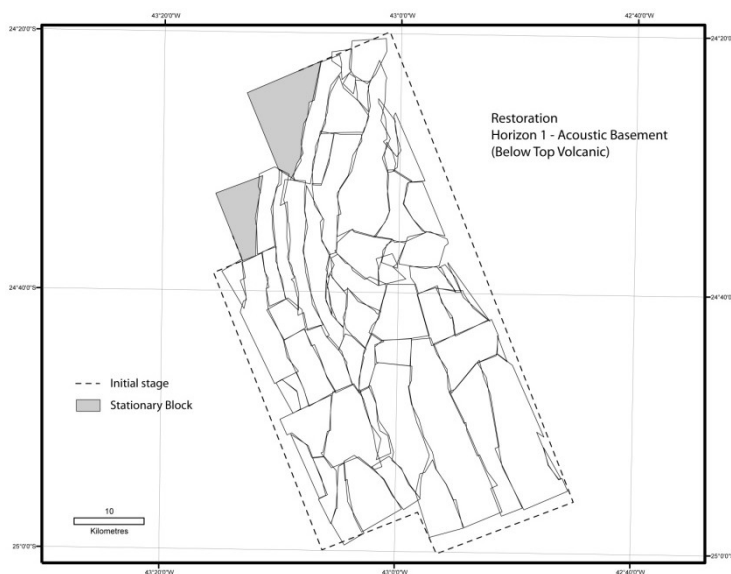 43°20'0"W
43°0'0"W
42°40'0"W
24°20'0"S
24°20'0"S
Restoration
Horizon 1 - Acoustic Basement
(Below Top Volcanic)
24°40'0"S
24°40'0"S
Initial stage
Stationary Block
10
Kilometres
25°0'0"S
25°0'0"S
43°20'0"W
43°0'0"W
42°40'0"W